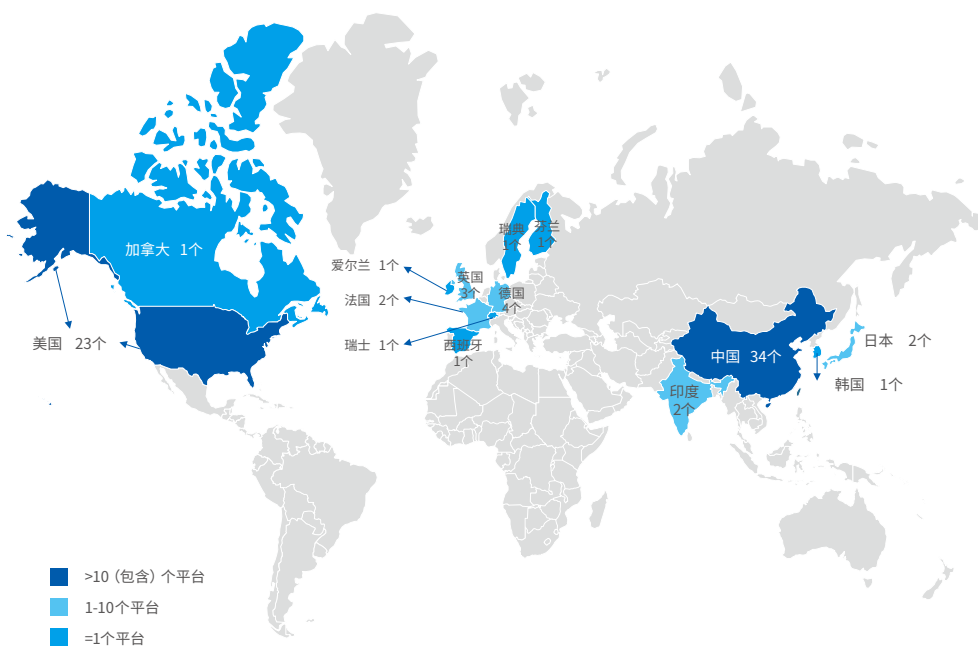 瑞典
1个
芬兰
1个
加拿大 1个
爱尔兰 1个
英国
3个
德国
4个
法国 2个
美国 23个
瑞士 1个
西班牙
1个
中国 34个
日本 2个
韩国 1个
印度
2个
>10（包含）个平台
1-10个平台
=1个平台